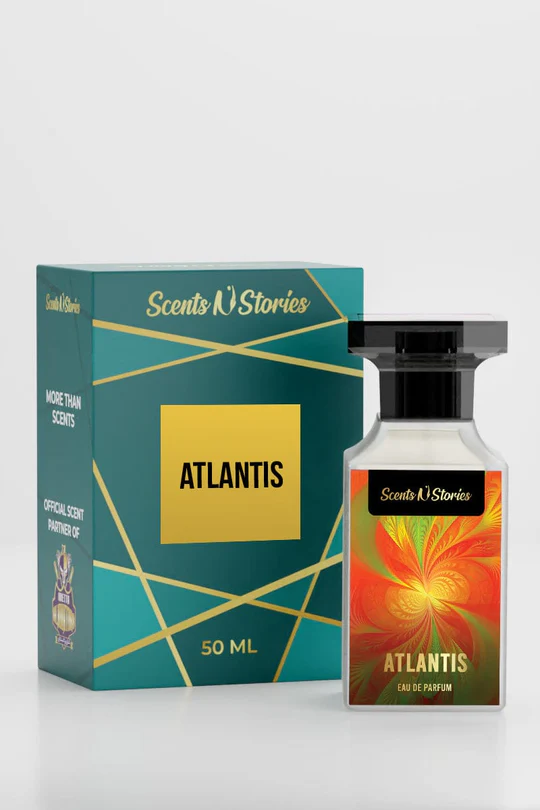 Scents N Stories
MORE THAN
SCENTS
OFFICIAL SCENT
PARTNER OF
Scents N Stories
ATLANTIS
50 ML
Scents N Stories
ATLANTIS
EAU DE PARFUM